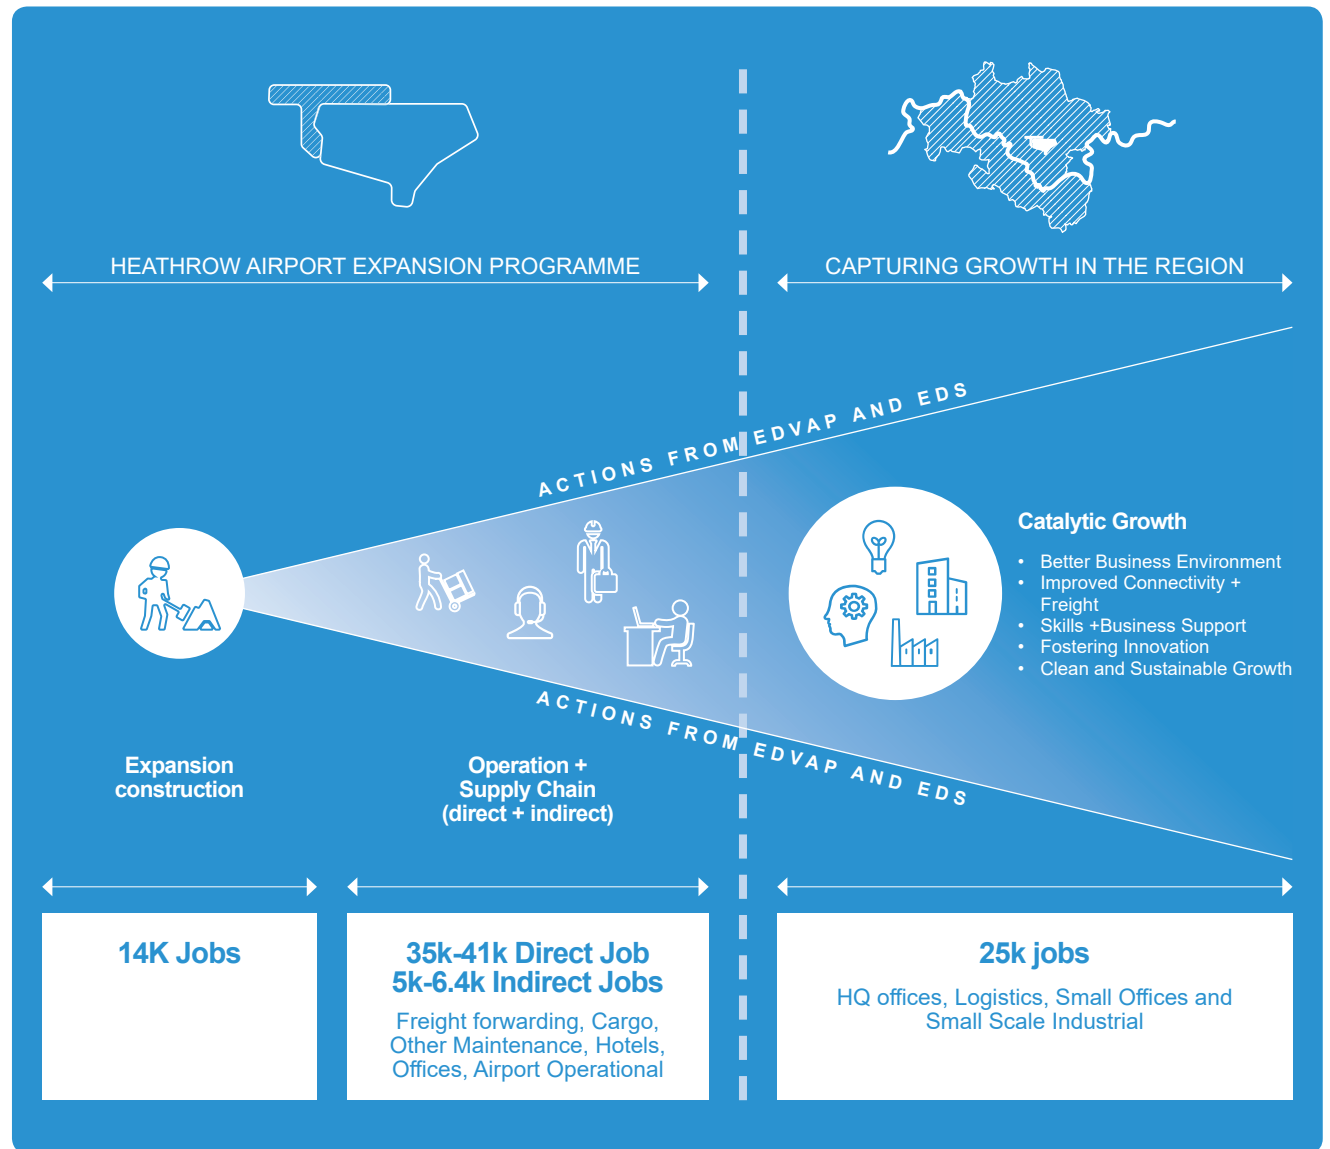 HEATHROW AIRPORT EXPANSION PROGRAMME
CAPTURING GROWTH IN THE REGION
ACTIONS FROM EDVAP AND EDS
Catalytic Growth
• Better Business Environment
• Improved Connectivity +
Freight
• Skills +Business Support
• Fostering Innovation
• Clean and Sustainable Growth
ACTIONS FROM EDVAP AND EDS
Expansion
construction
Operation +
Supply Chain
(direct + indirect)
14K Jobs
35k-41k Direct Job
5k-6.4k Indirect Jobs
Freight forwarding, Cargo,
Other Maintenance, Hotels,
Offices, Airport Operational
25k jobs
HQ offices, Logistics, Small Offices and
Small Scale Industrial